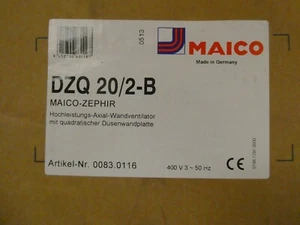 0513
MAICO
Made in Germany
DZQ 20/2-B
MAICO-ZEPHIR
Hochleistungs-Axial-Wandventilator
mit quadratischer Düsenwandplatte
Artikel-Nr. 0083.0116
400 V 3 ~ 50 Hz
CE